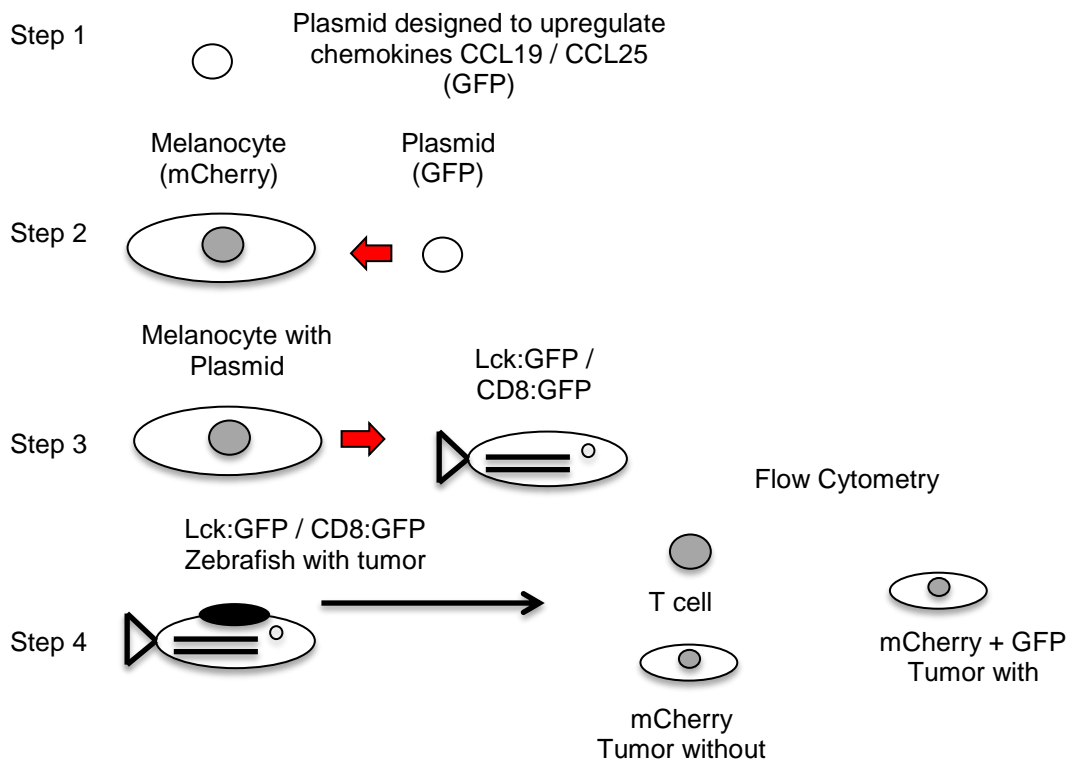 Step 1
Plasmid designed to upregulate
chemokines CCL19 / CCL25
(GFP)
Melanocyte
(mCherry)
Plasmid
(GFP)
Step 2
Melanocyte with
Plasmid
Lck:GFP /
CD8:GFP
Step 3
Flow Cytometry
Lck:GFP / CD8:GFP
Zebrafish with tumor
T cell
Step 4
mCherry + GFP
Tumor with
mCherry
Tumor without